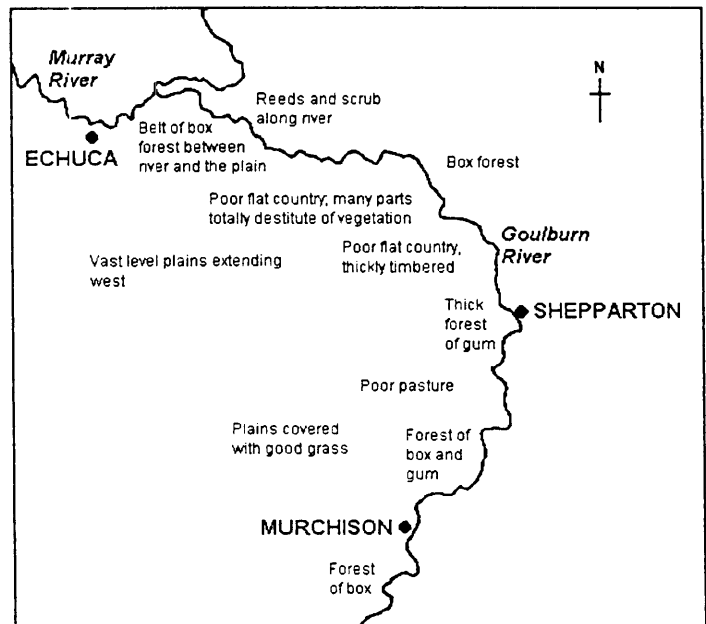 Murray
River
N
Reeds and scrub
along river
Belt of box
forest between
river and the plain
ECHUCA
Box forest
Poor flat country, many parts
totally destitute of vegetation
Goulburn
River
Poor flat country,
thickly timbered
Vast level plains extending
west
Thick
forest
of gum
SHEPPARTON
Poor pasture
Plains covered
with good grass
Forest of
box and
gum
MURCHISON
Forest
of box